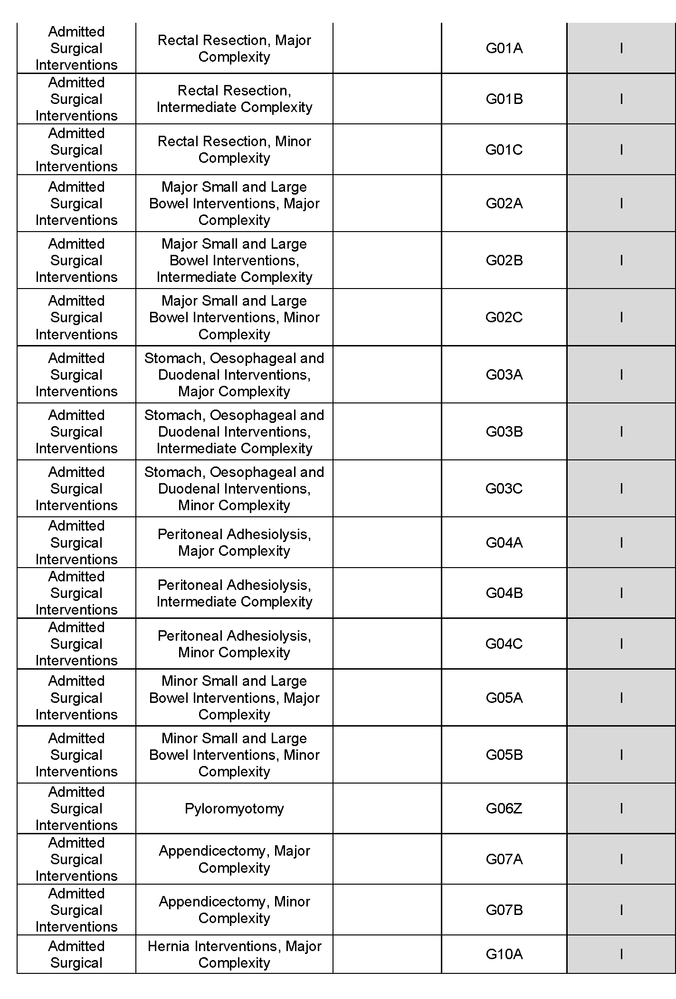 Admitted
Surgical
Interventions
Rectal Resection, Major
Complexity
G01A
I
Admitted
Surgical
Interventions
Rectal Resection,
Intermediate Complexity
G01B
I
Admitted
Surgical
Interventions
Rectal Resection, Minor
Complexity
G01C
I
Admitted
Surgical
Interventions
Major Small and Large
Bowel Interventions, Major
Complexity
G02A
I
Admitted
Surgical
Interventions
Major Small and Large
Bowel Interventions,
Intermediate Complexity
G02B
I
Admitted
Surgical
Interventions
Major Small and Large
Bowel Interventions, Minor
Complexity
G02C
I
Admitted
Surgical
Interventions
Stomach, Oesophageal and
Duodenal Interventions,
Major Complexity
G03A
I
Admitted
Surgical
Interventions
Stomach, Oesophageal and
Duodenal Interventions,
Intermediate Complexity
G03B
I
Admitted
Surgical
Interventions
Stomach, Oesophageal and
Duodenal Interventions,
Minor Complexity
G03C
I
Admitted
Surgical
Interventions
Peritoneal Adhesiolysis,
Major Complexity
G04A
I
Admitted
Surgical
Interventions
Peritoneal Adhesiolysis,
Intermediate Complexity
G04B
I
Admitted
Surgical
Interventions
Peritoneal Adhesiolysis,
Minor Complexity
G04C
I
Admitted
Surgical
Interventions
Minor Small and Large
Bowel Interventions, Major
Complexity
G05A
I
Admitted
Surgical
Interventions
Minor Small and Large
Bowel Interventions, Minor
Complexity
G05B
I
Admitted
Surgical
Interventions
Pyloromyotomy
G06Z
I
Admitted
Surgical
Interventions
Appendicectomy, Major
Complexity
G07A
I
Admitted
Surgical
Interventions
Appendicectomy, Minor
Complexity
G07B
I
Admitted
Surgical
Hernia Interventions, Major
Complexity
G10A
I